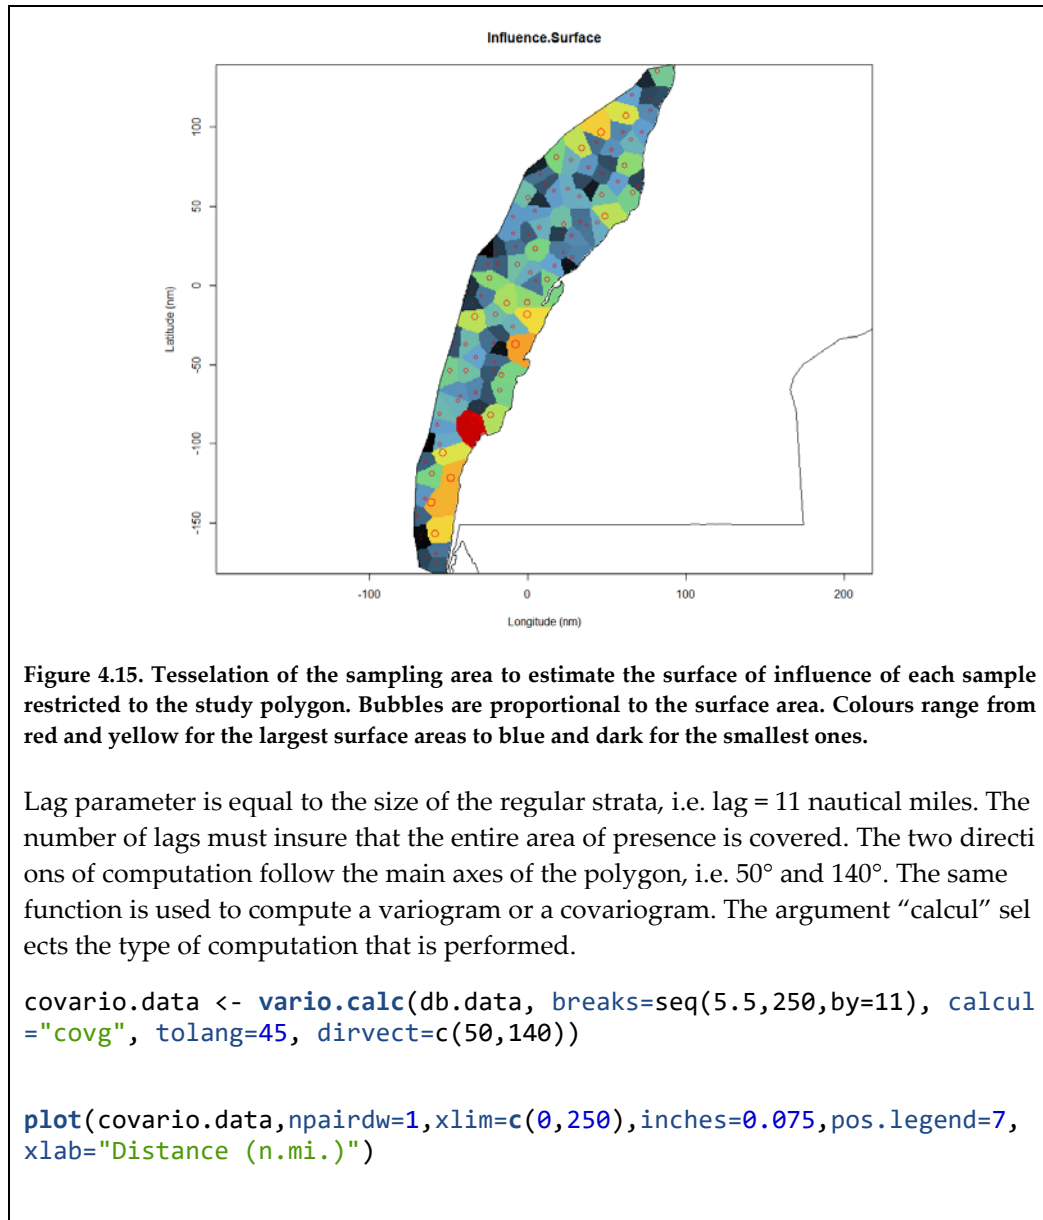 Influence.Surface
100
50
0
-50
-100
-150
Latitude (nm)
-100
0
100
200
Longitude (nm)
Figure 4.15. Tesselation of the sampling area to estimate the surface of influence of each sample
restricted to the study polygon. Bubbles are proportional to the surface area. Colours range from
red and yellow for the largest surface areas to blue and dark for the smallest ones.
Lag parameter is equal to the size of the regular strata, i.e. lag = 11 nautical miles. The
number of lags must insure that the entire area of presence is covered. The two directi
ons of computation follow the main axes of the polygon, i.e. 50° and 140°. The same
function is used to compute a variogram or a covariogram. The argument “calcul” sel
ects the type of computation that is performed.
covario.data <- vario.calc(db.data, breaks=seq(5.5,250,by=11), calcul
="covg", tolang=45, dirvect=c(50,140))
plot(covario.data,npairdw=1,xlim=c(0,250),inches=0.075,pos.legend=7,
xlab="Distance (n.mi.)")